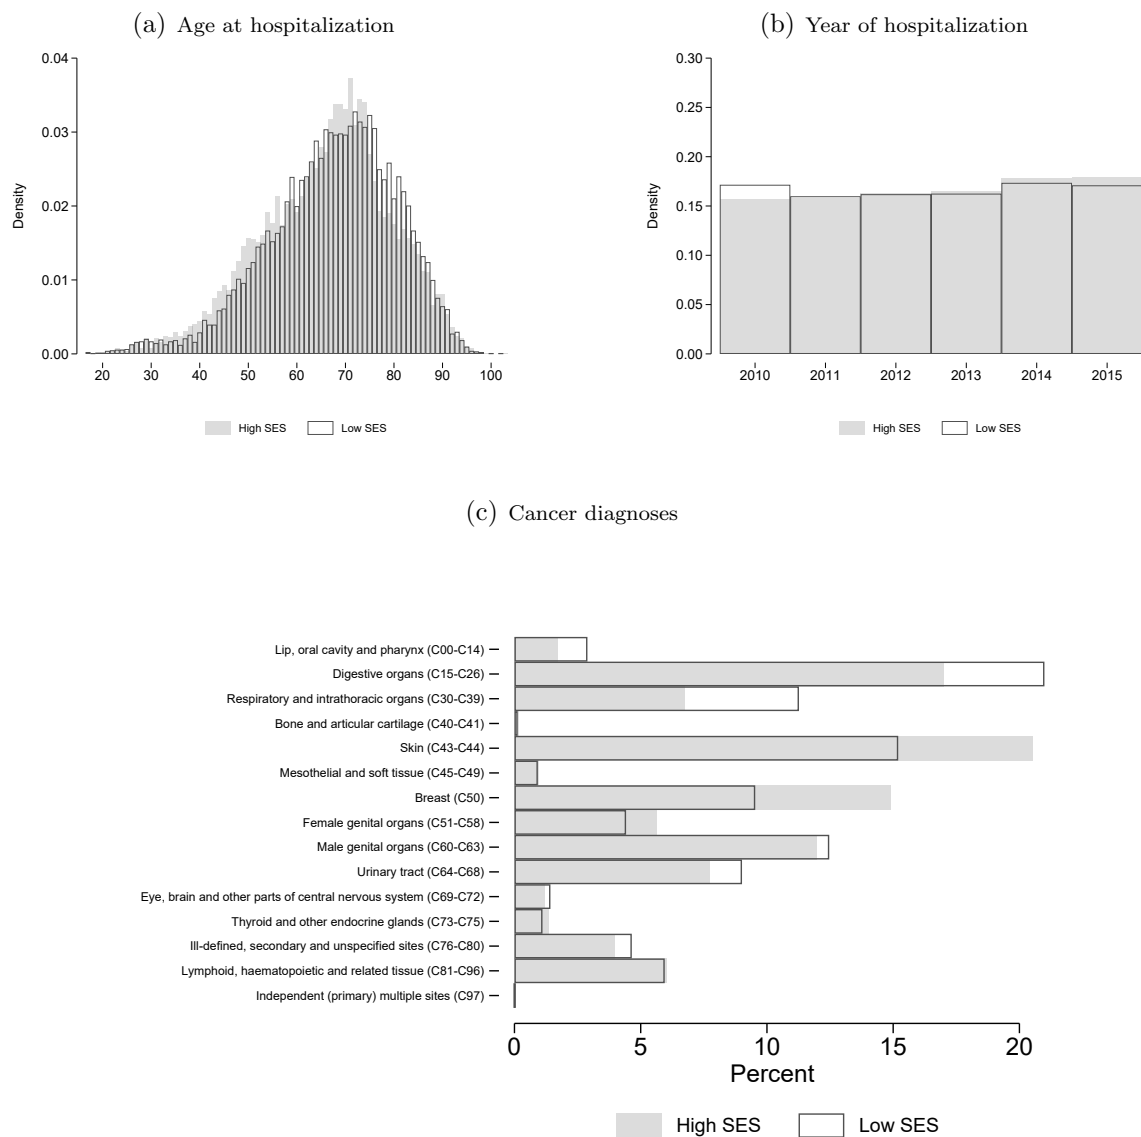 (a) Age at hospitalization
0.04
0.03
0.02
0.01
0.00
Density
20 30 40 50 60 70 80 90 100
High SES Low SES
(b) Year of hospitalization
0.30
0.25
0.20
0.15
0.10
0.05
0.00
Density
2010 2011 2012 2013 2014 2015
High SES Low SES
(c) Cancer diagnoses
Lip, oral cavity and pharynx (C00-C14)
Digestive organs (C15-C26)
Respiratory and intrathoracic organs (C30-C39)
Bone and articular cartilage (C40-C41)
Skin (C43-C44)
Mesothelial and soft tissue (C45-C49)
Breast (C50)
Female genital organs (C51-C58)
Male genital organs (C60-C63)
Urinary tract (C64-C68)
Eye, brain and other parts of central nervous system (C69-C72)
Thyroid and other endocrine glands (C73-C75)
Ill-defined, secondary and unspecified sites (C76-C80)
Lymphoid, haematopoietic and related tissue (C81-C96)
Independent (primary) multiple sites (C97)
0 5 10 15 20
Percent
High SES Low SES